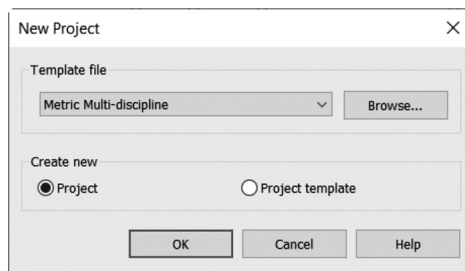 New Project
Template file
Metric Multi-discipline
Browse...
Create new
Project
Project template
OK
Cancel
Help